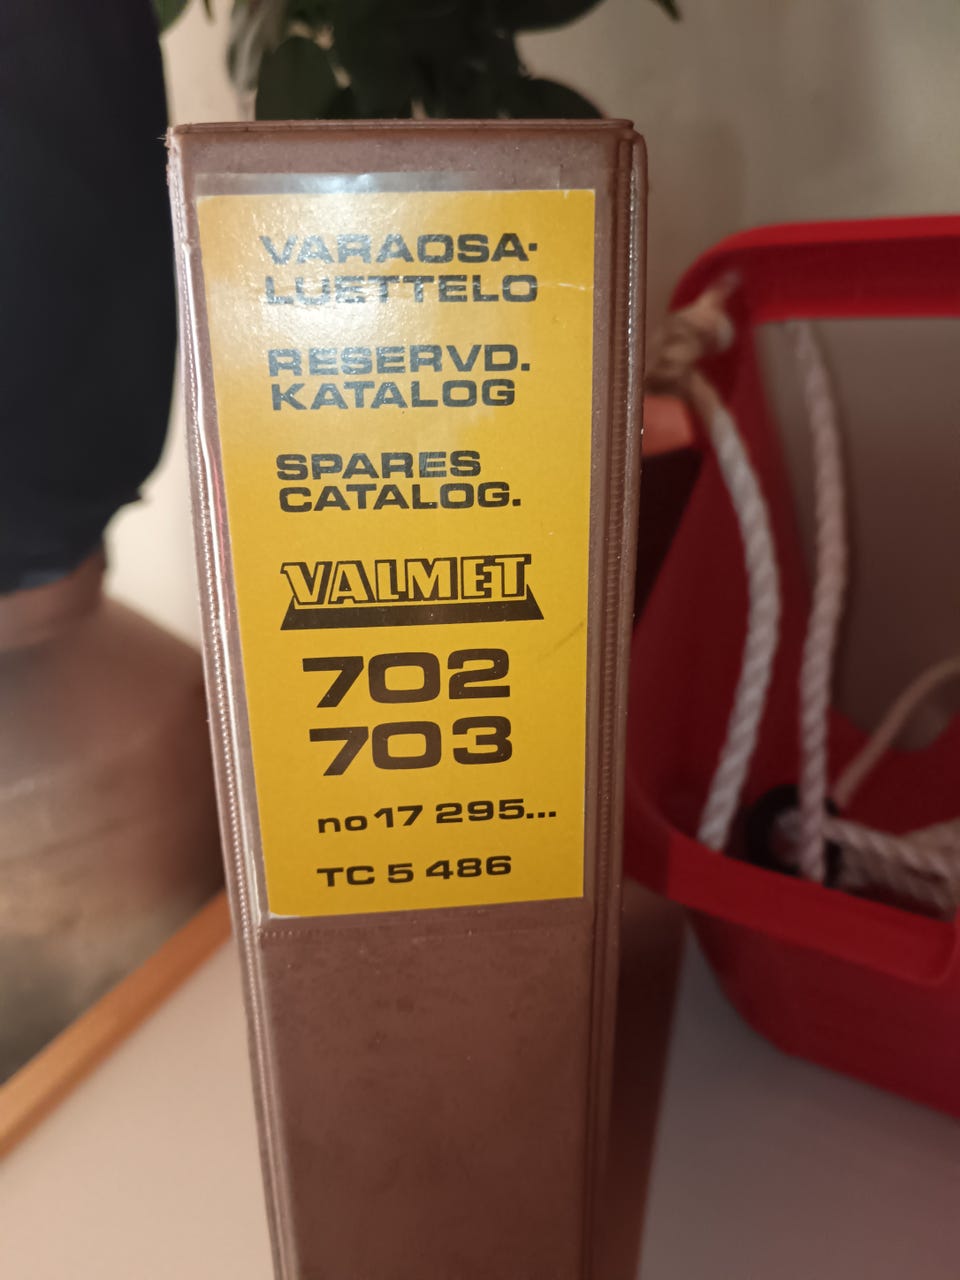 VARAOSA-
LUETTELO
RESERVD.
KATALOG
SPARES
CATALOG.
VALMET
702
703
no 17 295...
TC 5 486